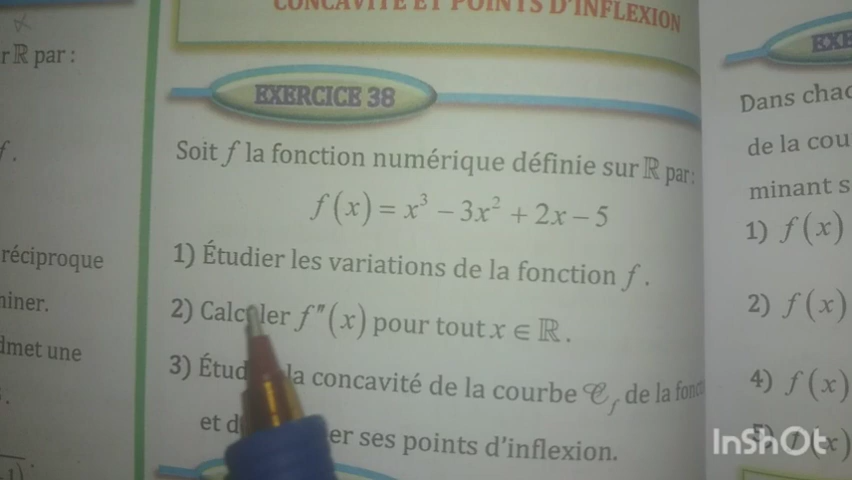 CONCAVITÉ ET POINTS D'INFLEXION
r ℝ par :
EXERCICE 38
Soit f la fonction numérique définie sur ℝ par:
f(x) = x³ − 3x² + 2x − 5
1) Étudier les variations de la fonction f.
2) Calculer f″(x) pour tout x ∈ ℝ.
3) Étud la concavité de la courbe 𝒞f de la fonc
et d er ses points d'inflexion.
f.
réciproque
niner.
dmet une
EXE
Dans chac
de la cou
minant s
1) f(x)
2) f(x)
4) f(x)
5) f(x)
InShOt